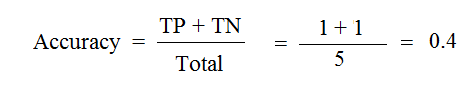 Accuracy = TP + TN / Total = 1 + 1 / 5 = 0.4